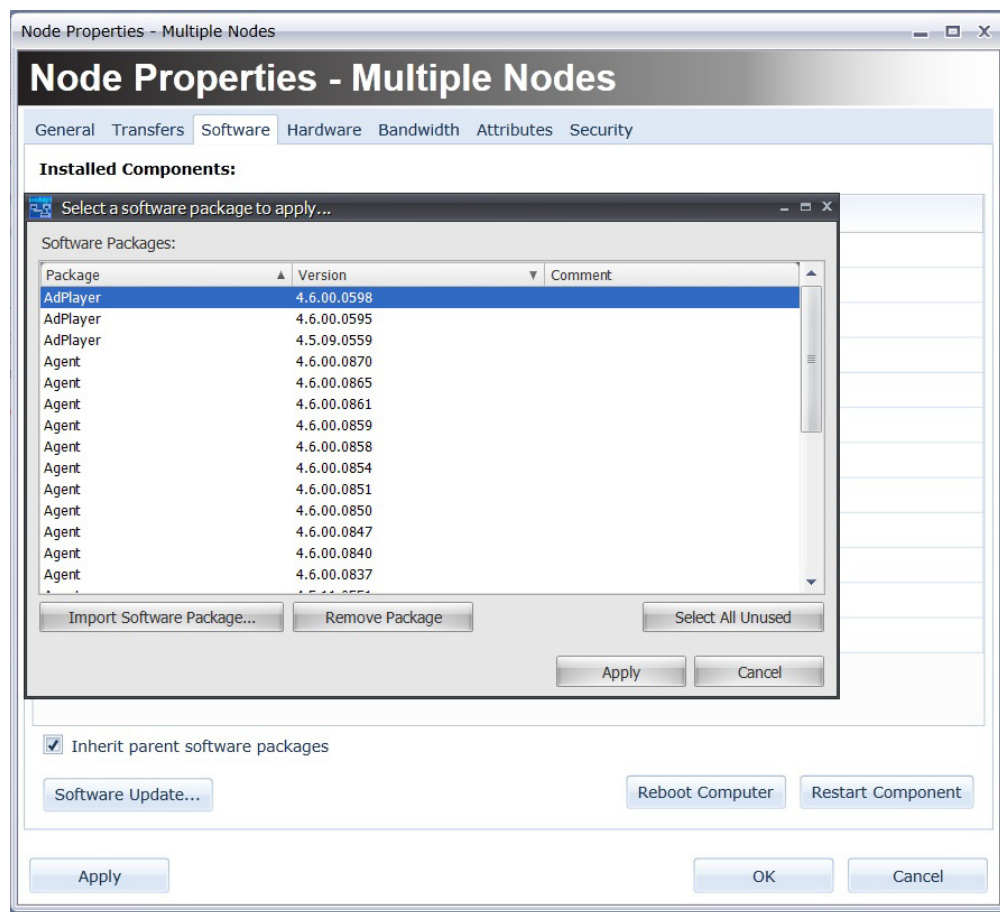 Node Properties - Multiple Nodes
Node Properties - Multiple Nodes
General Transfers Software Hardware Bandwidth Attributes Security
Installed Components:
Select a software package to apply...
Software Packages:
Package Version Comment
AdPlayer 4.6.00.0598
AdPlayer 4.6.00.0595
AdPlayer 4.5.09.0559
Agent 4.6.00.0870
Agent 4.6.00.0865
Agent 4.6.00.0861
Agent 4.6.00.0859
Agent 4.6.00.0858
Agent 4.6.00.0854
Agent 4.6.00.0851
Agent 4.6.00.0850
Agent 4.6.00.0847
Agent 4.6.00.0840
Agent 4.6.00.0837
Import Software Package... Remove Package Select All Unused
Apply Cancel
Inherit parent software packages
Software Update... Reboot Computer Restart Component
Apply OK Cancel